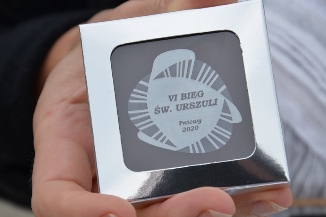 VI BIEG
ŚW. URSZULI
Pniewy
2020